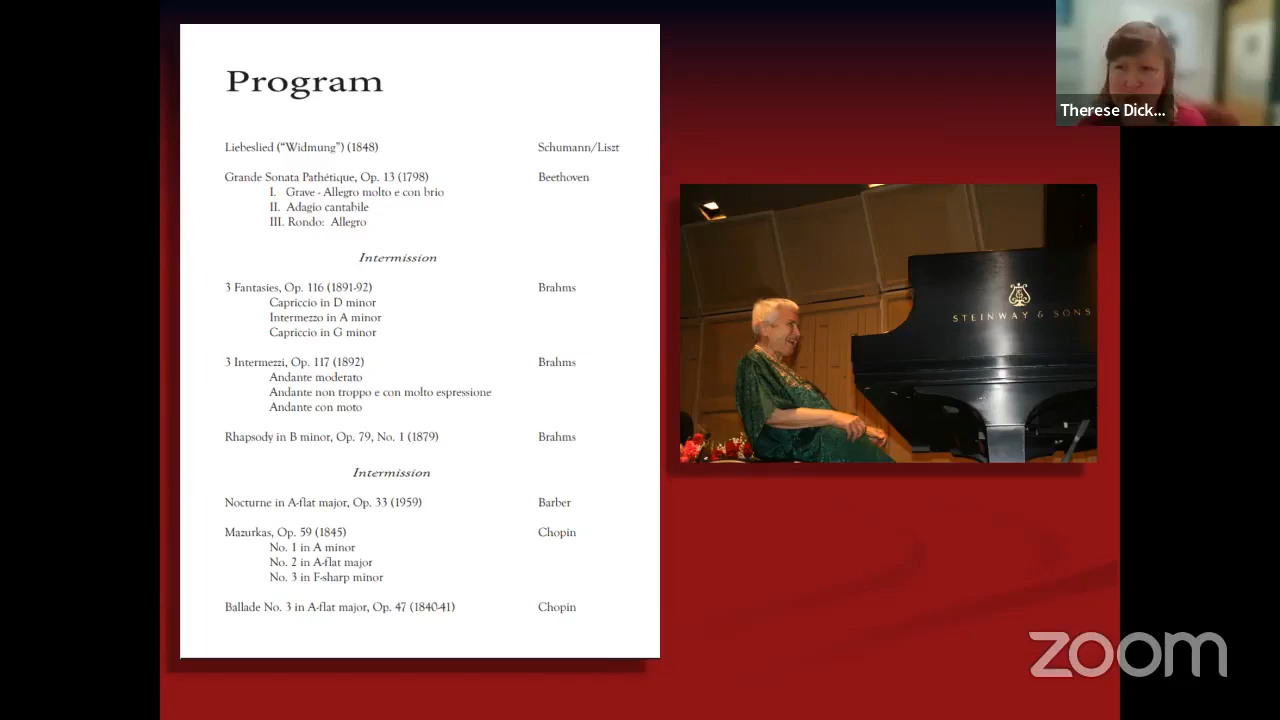 Program
Liebeslied (“Widmung”) (1848) Schumann/Liszt
Grande Sonata Pathétique, Op. 13 (1798) Beethoven
I. Grave - Allegro molto e con brio
II. Adagio cantabile
III. Rondo: Allegro
Intermission
3 Fantasies, Op. 116 (1891-92) Brahms
Capriccio in D minor
Intermezzo in A minor
Capriccio in G minor
3 Intermezzi, Op. 117 (1892) Brahms
Andante moderato
Andante non troppo e con molto espressione
Andante con moto
Rhapsody in B minor, Op. 79, No. 1 (1879) Brahms
Intermission
Nocturne in A-flat major, Op. 33 (1959) Barber
Mazurkas, Op. 59 (1845) Chopin
No. 1 in A minor
No. 2 in A-flat major
No. 3 in F-sharp minor
Ballade No. 3 in A-flat major, Op. 47 (1840-41) Chopin
Therese Dick...
STEINWAY & SONS
zoom